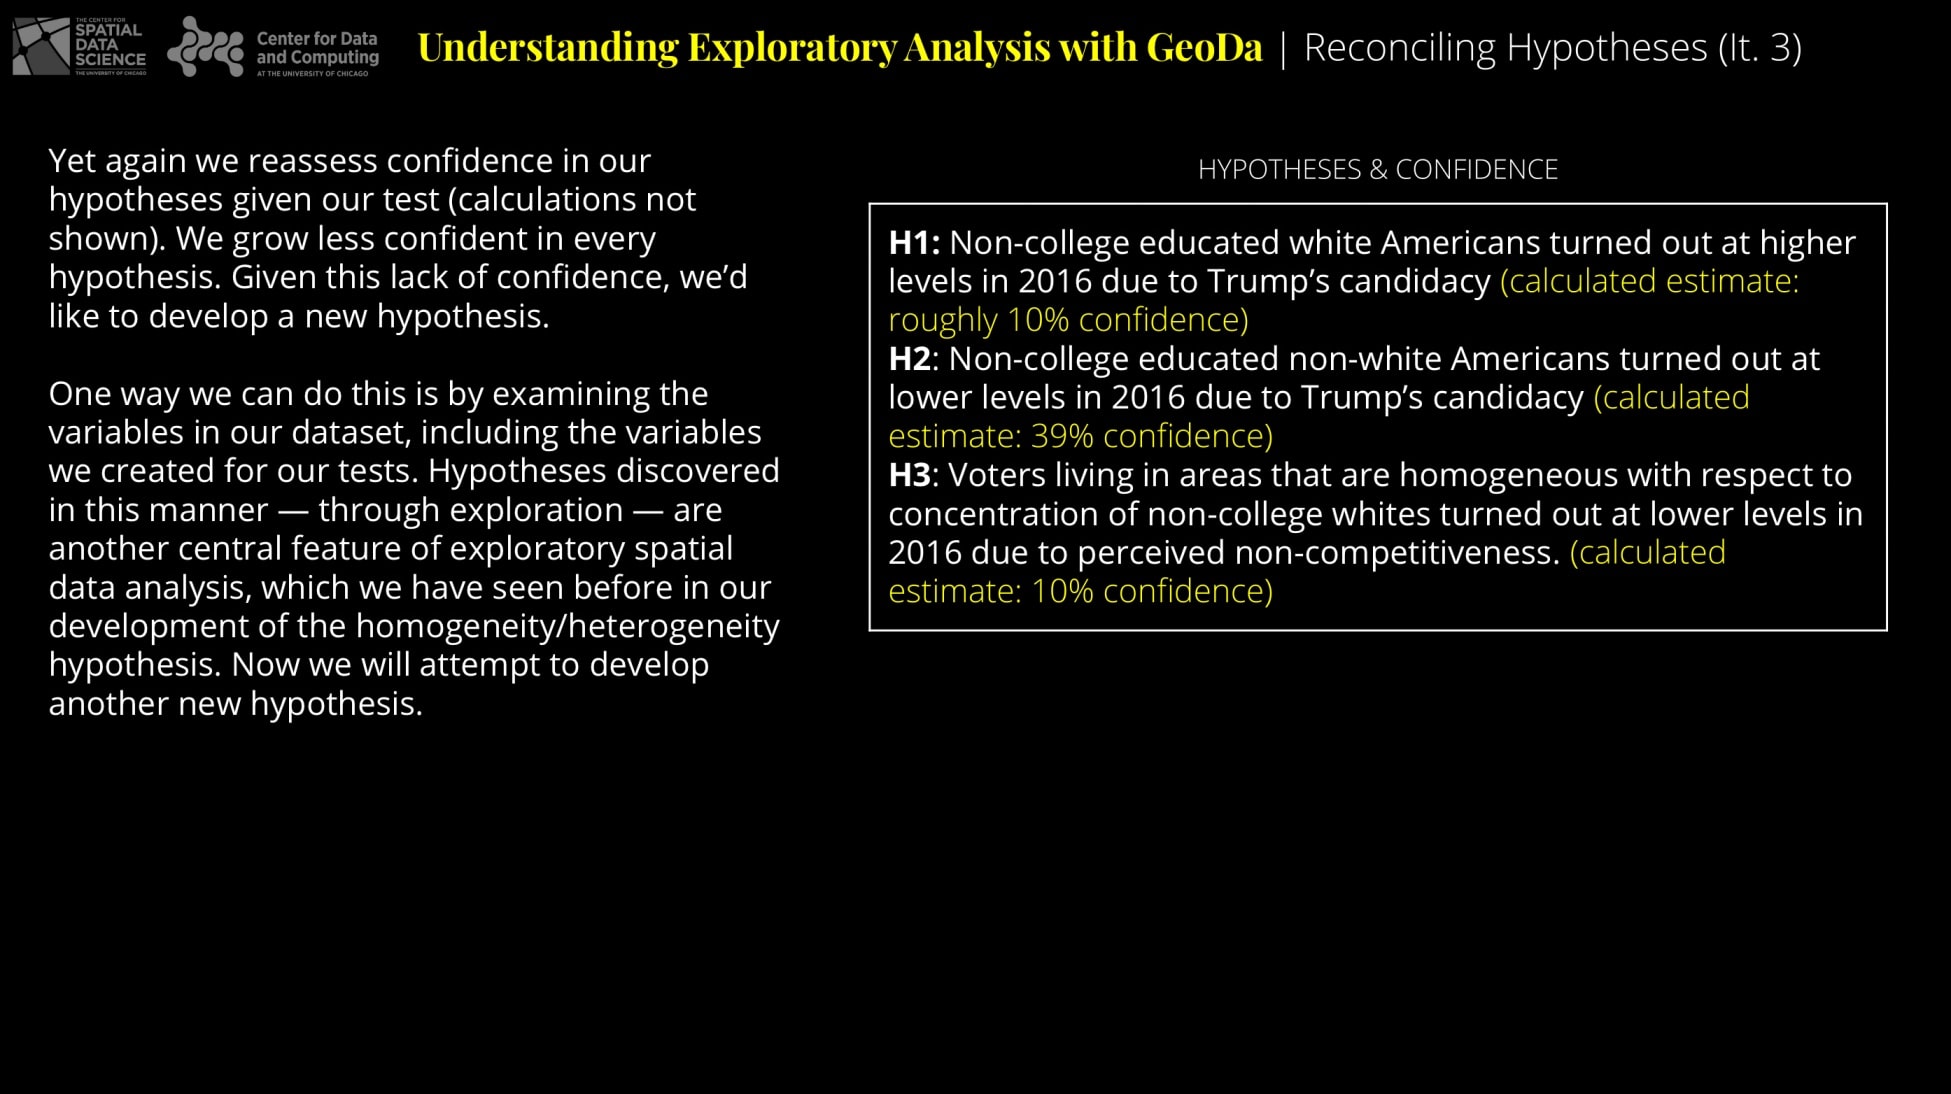 THE CENTER FOR
SPATIAL
DATA
SCIENCE
THE UNIVERSITY OF CHICAGO
Center for Data
and Computing
AT THE UNIVERSITY OF CHICAGO
Understanding Exploratory Analysis with GeoDa | Reconciling Hypotheses (It. 3)
Yet again we reassess confidence in our
hypotheses given our test (calculations not
shown). We grow less confident in every
hypothesis. Given this lack of confidence, we’d
like to develop a new hypothesis.
One way we can do this is by examining the
variables in our dataset, including the variables
we created for our tests. Hypotheses discovered
in this manner — through exploration — are
another central feature of exploratory spatial
data analysis, which we have seen before in our
development of the homogeneity/heterogeneity
hypothesis. Now we will attempt to develop
another new hypothesis.
HYPOTHESES & CONFIDENCE
H1: Non-college educated white Americans turned out at higher
levels in 2016 due to Trump’s candidacy (calculated estimate:
roughly 10% confidence)
H2: Non-college educated non-white Americans turned out at
lower levels in 2016 due to Trump’s candidacy (calculated
estimate: 39% confidence)
H3: Voters living in areas that are homogeneous with respect to
concentration of non-college whites turned out at lower levels in
2016 due to perceived non-competitiveness. (calculated
estimate: 10% confidence)